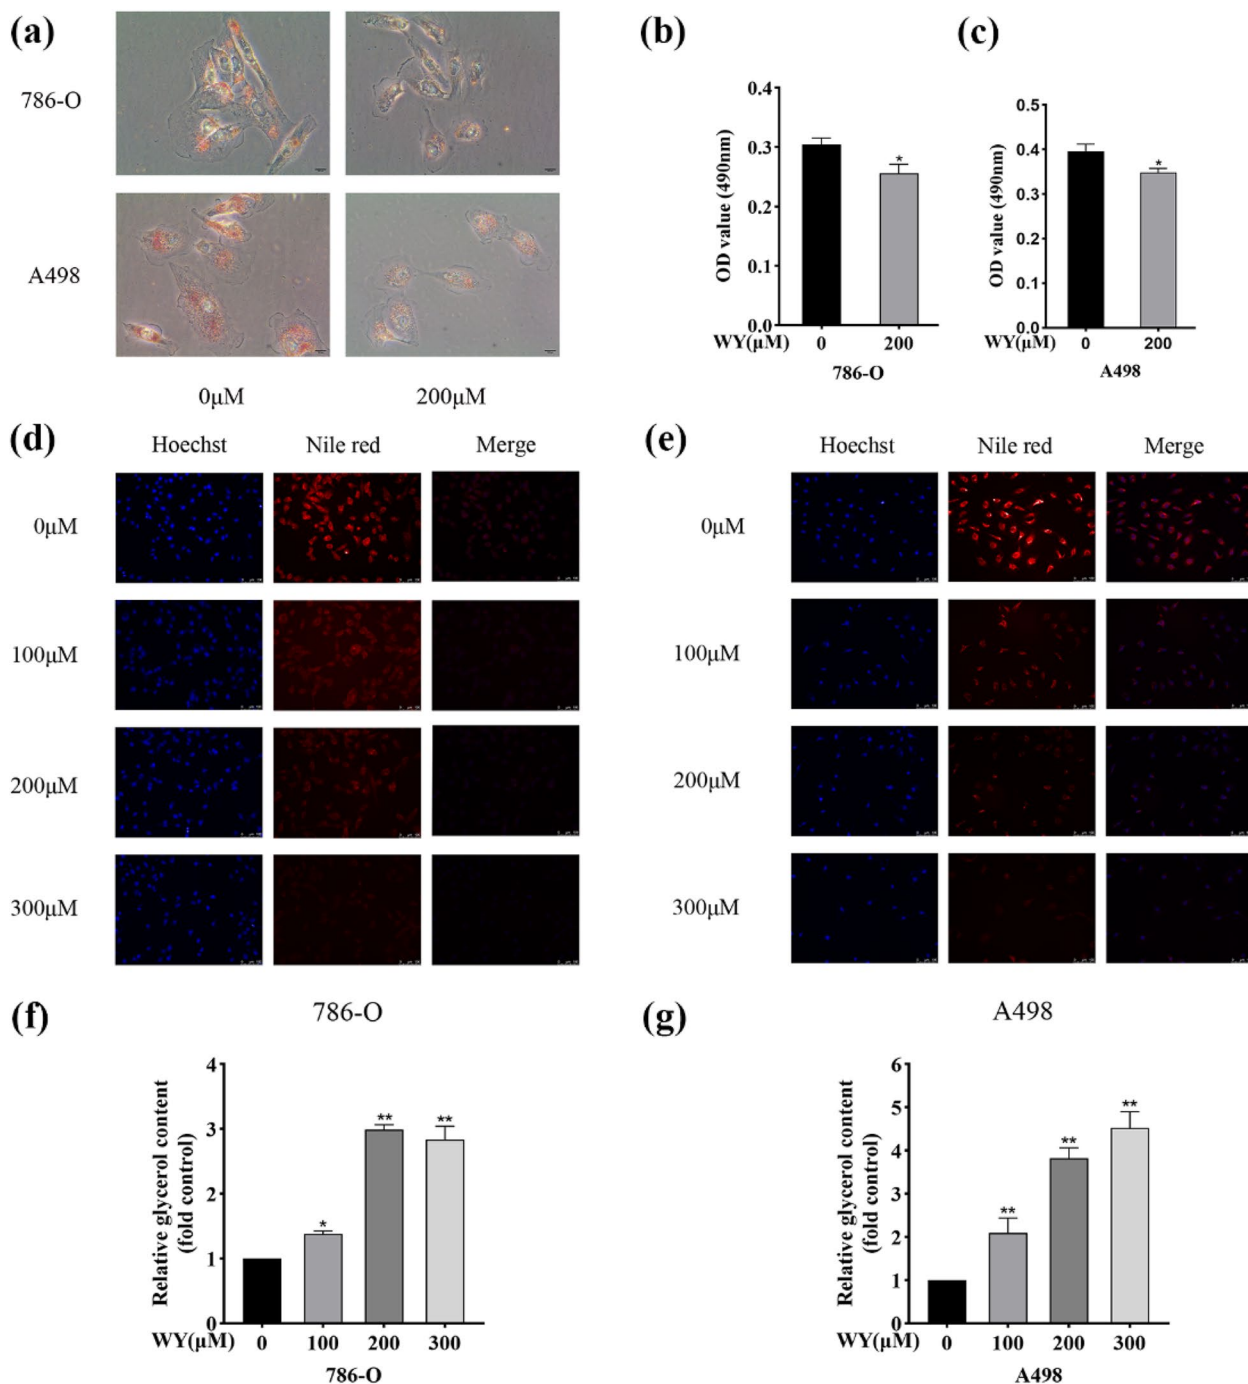 (a)
786-O
A498
0μM 200μM
(b)
OD value (490nm)
0.4
0.3
0.2
0.1
0.0
*
WY(μM) 0 200
786-O
(c)
OD value (490nm)
0.5
0.4
0.3
0.2
0.1
0.0
*
WY(μM) 0 200
A498
(d)
Hoechst Nile red Merge
0μM
100μM
200μM
300μM
786-O
(e)
Hoechst Nile red Merge
0μM
100μM
200μM
300μM
A498
(f)
Relative glycerol content
(fold control)
4
3
2
1
0
* ** **
WY(μM) 0 100 200 300
786-O
(g)
Relative glycerol content
(fold control)
6
5
4
3
2
1
0
** ** **
WY(μM) 0 100 200 300
A498